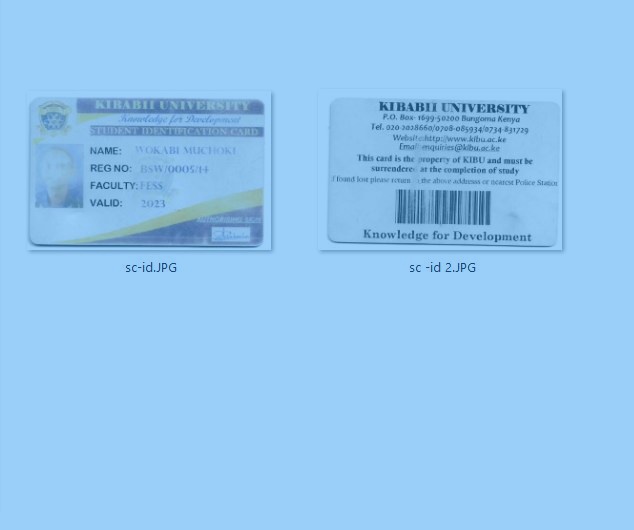 KIBABII UNIVERSITY
Knowledge for Development
STUDENT IDENTIFICATION CARD
NAME: WOKABI MUCHOKI
REG NO: BSW/0005/14
FACULTY: FESS
VALID: 2023
sc-id.JPG
KIBABII UNIVERSITY
P.O. Box- 1699-50200 Bungoma Kenya
Tel. 020-2028660/0708-085934/0734-831729
Website:http://www.kibu.ac.ke
Email enquiries@kibu.ac.ke
This card is the property of KIBU and must be
surrendered at the completion of study
If found lost please return the above address or nearest Police Station
Knowledge for Development
sc -id 2.JPG